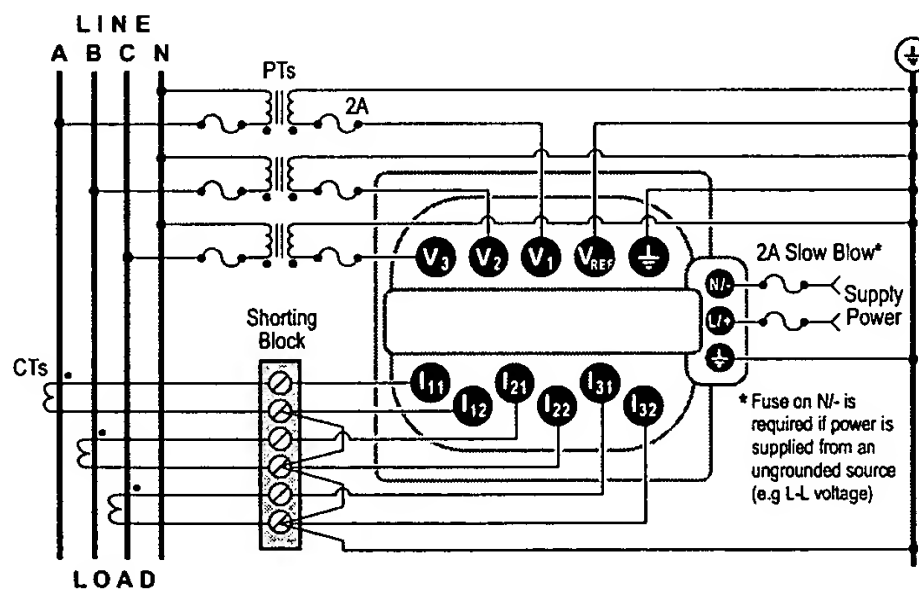 LINE
A B C N
PTs
2A
V3 V2 V1 VREF
2A Slow Blow*
N/-
L/+
Supply
Power
Shorting
Block
CTs
I11 I21 I31
I12 I22 I32
* Fuse on N/- is
required if power is
supplied from an
ungrounded source
(e.g L-L voltage)
LOAD